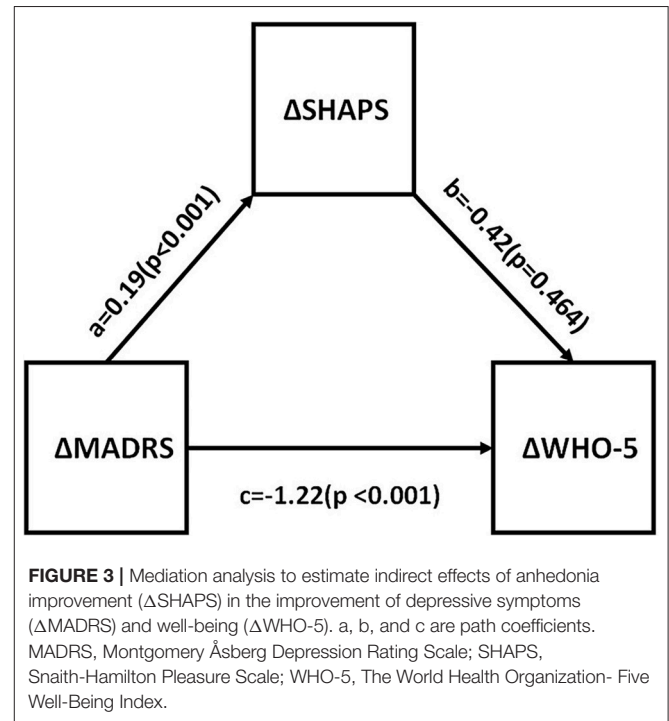 ΔSHAPS
a=0.19(p<0.001)
b=-0.42(p=0.464)
ΔMADRS
ΔWHO-5
c=-1.22(p <0.001)
FIGURE 3 | Mediation analysis to estimate indirect effects of anhedonia
improvement (ΔSHAPS) in the improvement of depressive symptoms
(ΔMADRS) and well-being (ΔWHO-5). a, b, and c are path coefficients.
MADRS, Montgomery Åsberg Depression Rating Scale; SHAPS,
Snaith-Hamilton Pleasure Scale; WHO-5, The World Health Organization- Five
Well-Being Index.